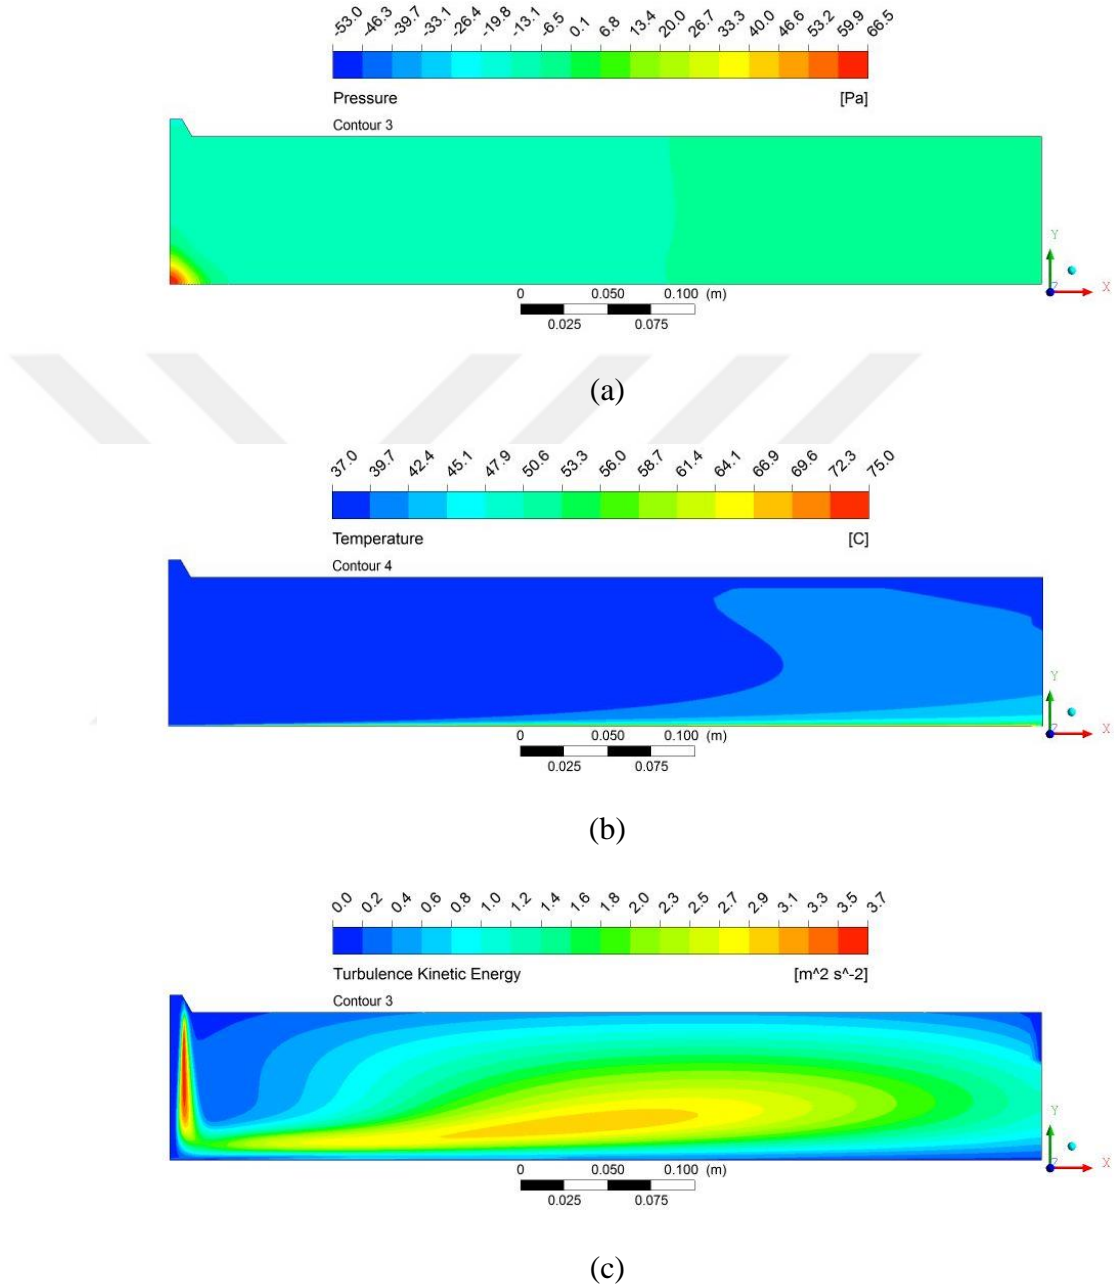 -53.0 -46.3 -39.7 -33.1 -26.4 -19.8 -13.1 -6.5 0.1 6.8 13.4 20.0 26.7 33.3 40.0 46.6 53.2 59.9 66.5
Pressure [Pa]
Contour 3
Y
X
Z
0 0.050 0.100 (m)
0.025 0.075
(a)
37.0 39.7 42.4 45.1 47.9 50.6 53.3 56.0 58.7 61.4 64.1 66.9 69.6 72.3 75.0
Temperature [C]
Contour 4
Y
X
Z
0 0.050 0.100 (m)
0.025 0.075
(b)
0.0 0.2 0.4 0.6 0.8 1.0 1.2 1.4 1.6 1.8 2.0 2.3 2.5 2.7 2.9 3.1 3.3 3.5 3.7
Turbulence Kinetic Energy [m^2 s^-2]
Contour 3
Y
X
Z
0 0.050 0.100 (m)
0.025 0.075
(c)